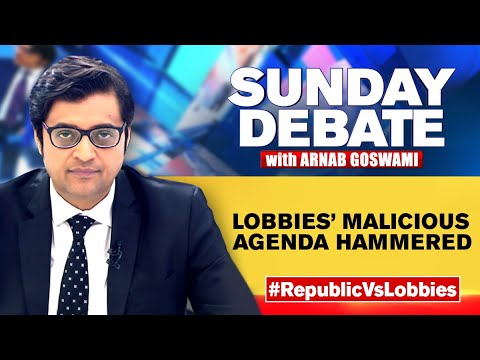 SUNDAY
DEBATE
with ARNAB GOSWAMI
LOBBIES’ MALICIOUS
AGENDA HAMMERED
#RepublicVsLobbies